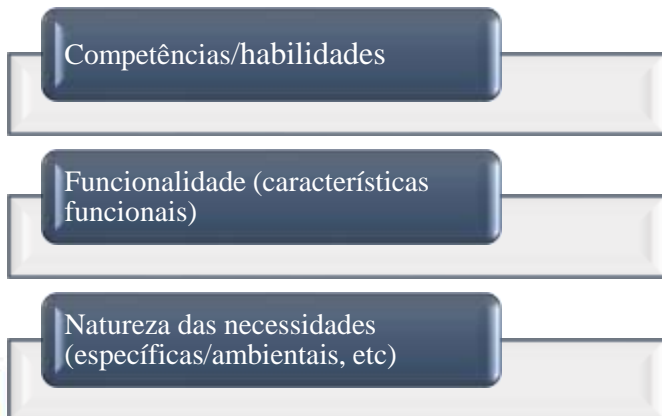 Competências/habilidades
Funcionalidade (características
funcionais)
Natureza das necessidades
(específicas/ambientais, etc)